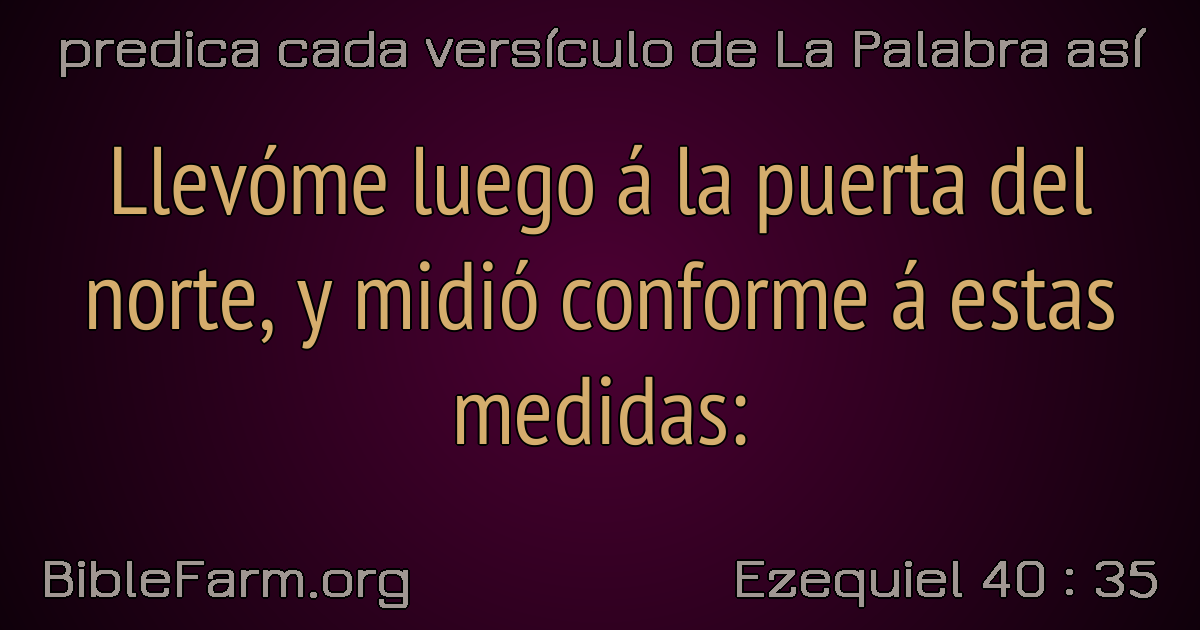 predica cada versículo de La Palabra así
Llevóme luego á la puerta del
norte, y midió conforme á estas
medidas:
BibleFarm.org
Ezequiel 40 : 35